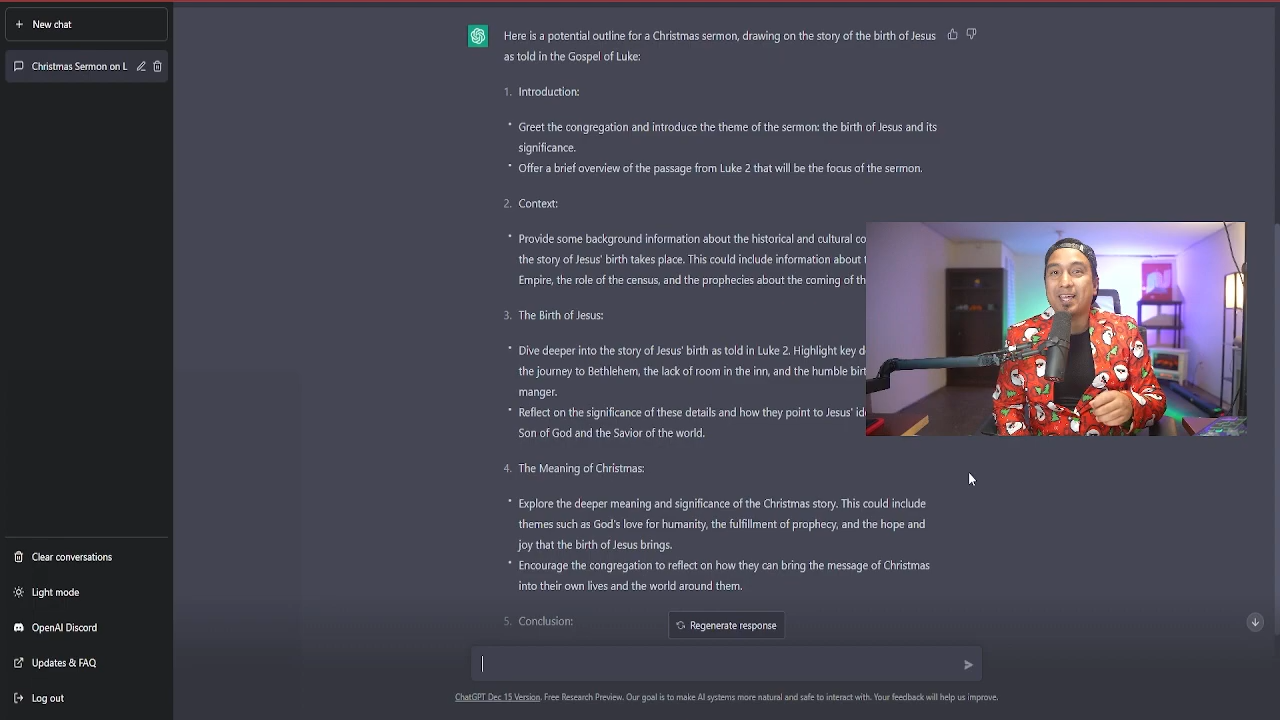 New chat
Christmas Sermon on L
Here is a potential outline for a Christmas sermon, drawing on the story of the birth of Jesus
as told in the Gospel of Luke:
1. Introduction:
• Greet the congregation and introduce the theme of the sermon: the birth of Jesus and its
significance.
• Offer a brief overview of the passage from Luke 2 that will be the focus of the sermon.
2. Context:
• Provide some background information about the historical and cultural co
the story of Jesus' birth takes place. This could include information about t
Empire, the role of the census, and the prophecies about the coming of th
3. The Birth of Jesus:
• Dive deeper into the story of Jesus' birth as told in Luke 2. Highlight key de
the journey to Bethlehem, the lack of room in the inn, and the humble birt
manger.
• Reflect on the significance of these details and how they point to Jesus' id
Son of God and the Savior of the world.
4. The Meaning of Christmas:
• Explore the deeper meaning and significance of the Christmas story. This could include
themes such as God's love for humanity, the fulfillment of prophecy, and the hope and
joy that the birth of Jesus brings.
• Encourage the congregation to reflect on how they can bring the message of Christmas
into their own lives and the world around them.
5. Conclusion:
Regenerate response
Clear conversations
Light mode
OpenAI Discord
Updates & FAQ
Log out
ChatGPT Dec 15 Version. Free Research Preview. Our goal is to make AI systems more natural and safe to interact with. Your feedback will help us improve.